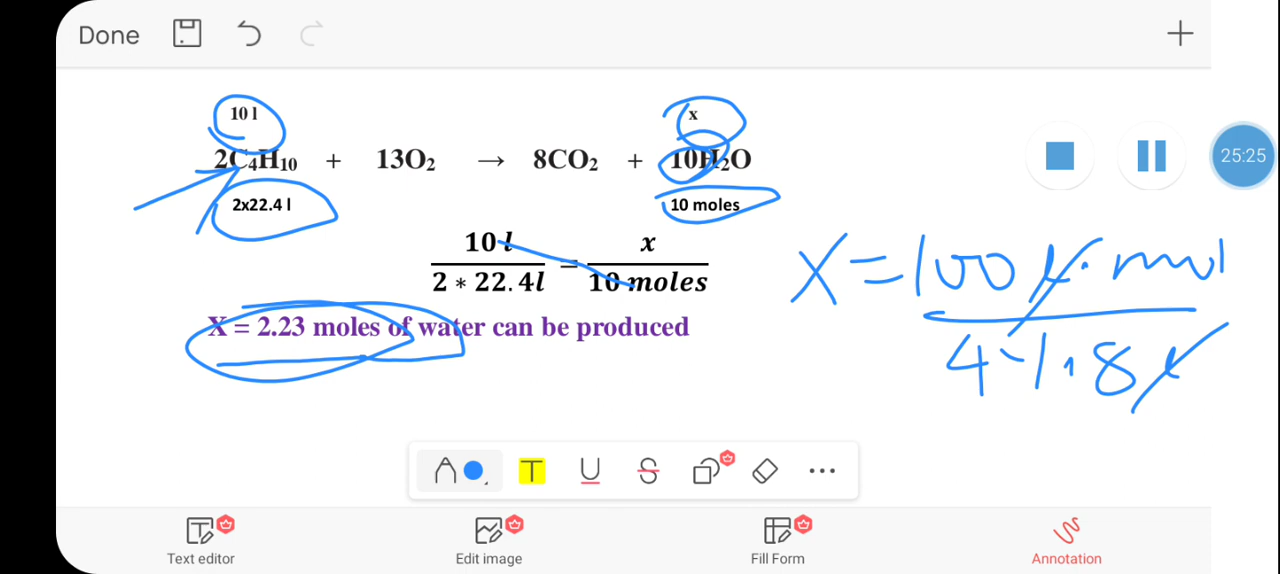 Done
10 l x
2C₄H₁₀ + 13O₂ → 8CO₂ + 10H₂O
25:25
2x22.4 l 10 moles
10 l / 2 * 22.4l = x / 10 moles
X = 100 l · mol / 44.8 l
X = 2.23 moles of water can be produced
T U S
Text editor Edit image Fill Form Annotation